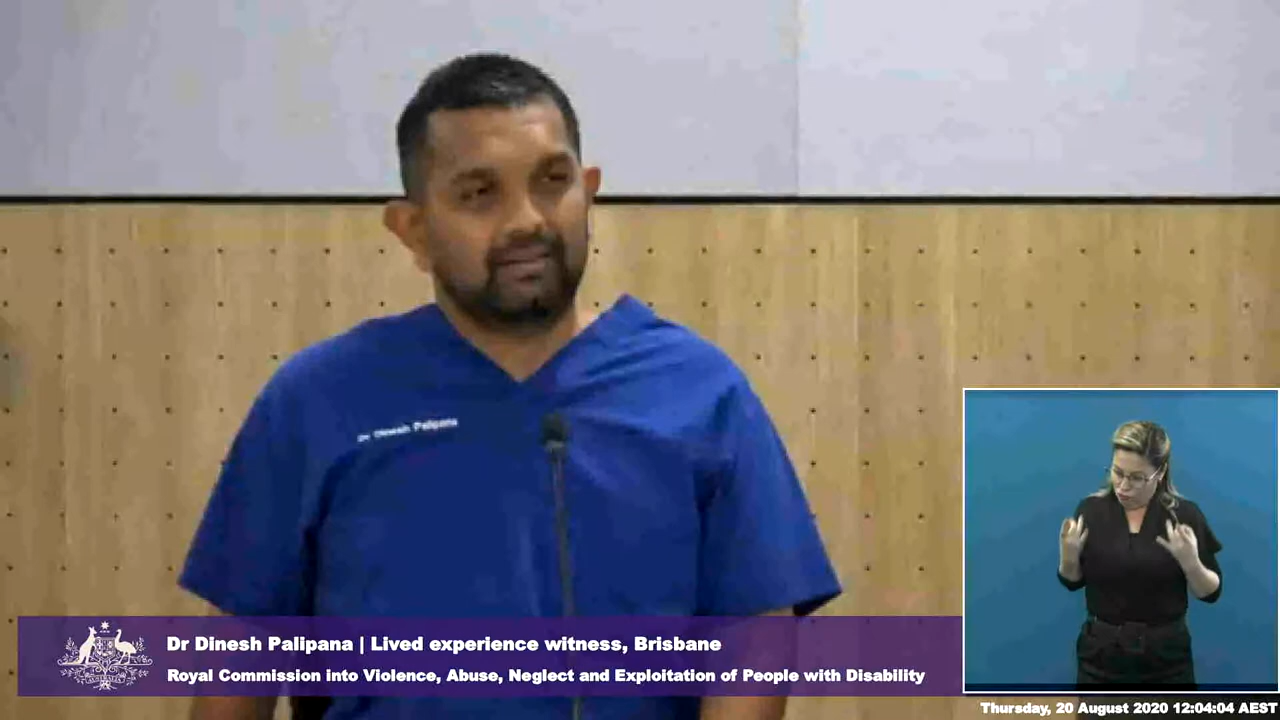 Dr Dinesh Palipana
Dr Dinesh Palipana | Lived experience witness, Brisbane
Royal Commission into Violence, Abuse, Neglect and Exploitation of People with Disability
Thursday, 20 August 2020 12:04:04 AEST